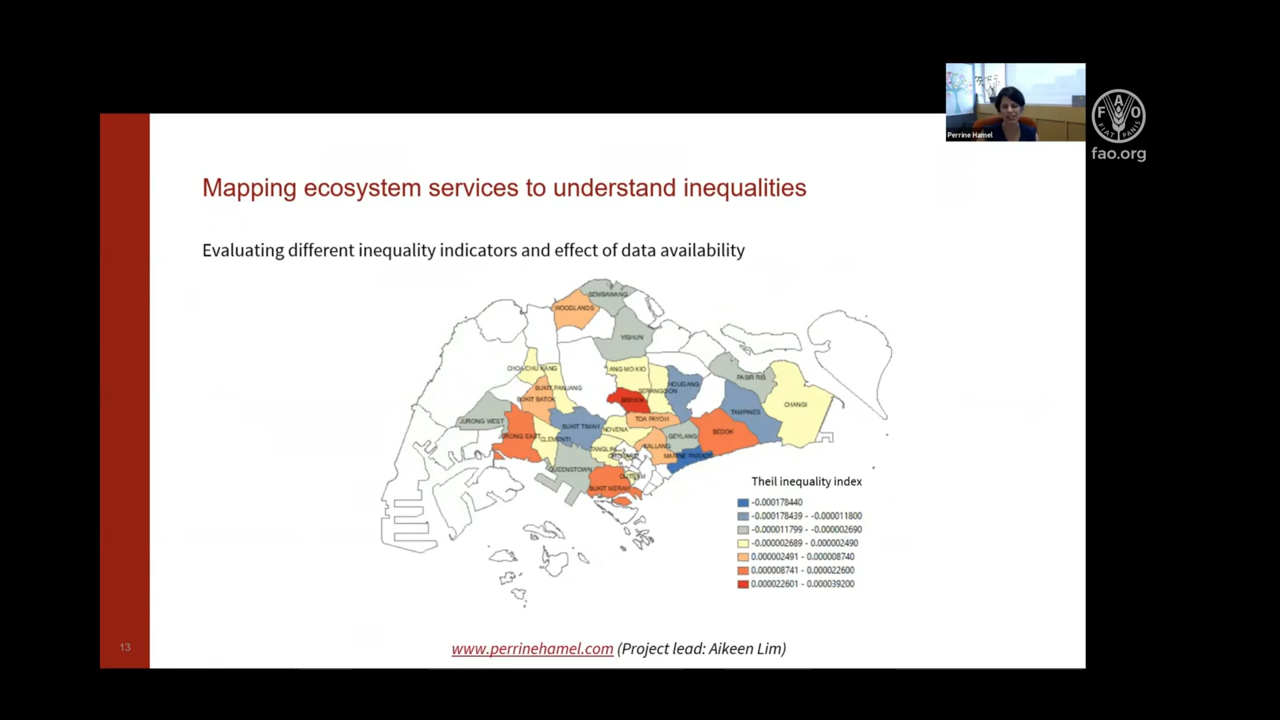 Perrine Hamel
F A O
FIAT PANIS
fao.org
Mapping ecosystem services to understand inequalities
Evaluating different inequality indicators and effect of data availability
SEMBAWANG
WOODLANDS
YISHUN
CHOA CHU KANG
ANG MO KIO
PASIR RIS
BUKIT PANJANG
HOUGANG
SERANGOON
BUKIT BATOK
BISHAN
CHANGI
TAMPINES
JURONG WEST
TOA PAYOH
BUKIT TIMAH
NOVENA
BEDOK
JURONG EAST
CLEMENTI
GEYLANG
TANGLIN
KALLANG
MARINE PARADE
QUEENSTOWN
OUTRAM
BUKIT MERAH
Theil inequality index
-0.000178440
-0.000178439 - -0.000011800
-0.000011799 - -0.000002690
-0.000002689 - 0.000002490
0.000002491 - 0.000008740
0.000008741 - 0.000022600
0.000022601 - 0.000039200
13
www.perrinehamel.com (Project lead: Aikeen Lim)